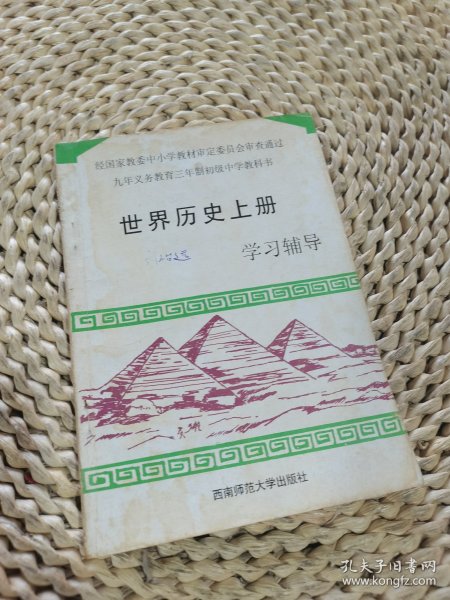 经国家教委中小学教材审定委员会审查通过
九年义务教育三年制初级中学教科书
世界历史上册
学习辅导
西南师范大学出版社
孔夫子旧书网
www.kongfz.com